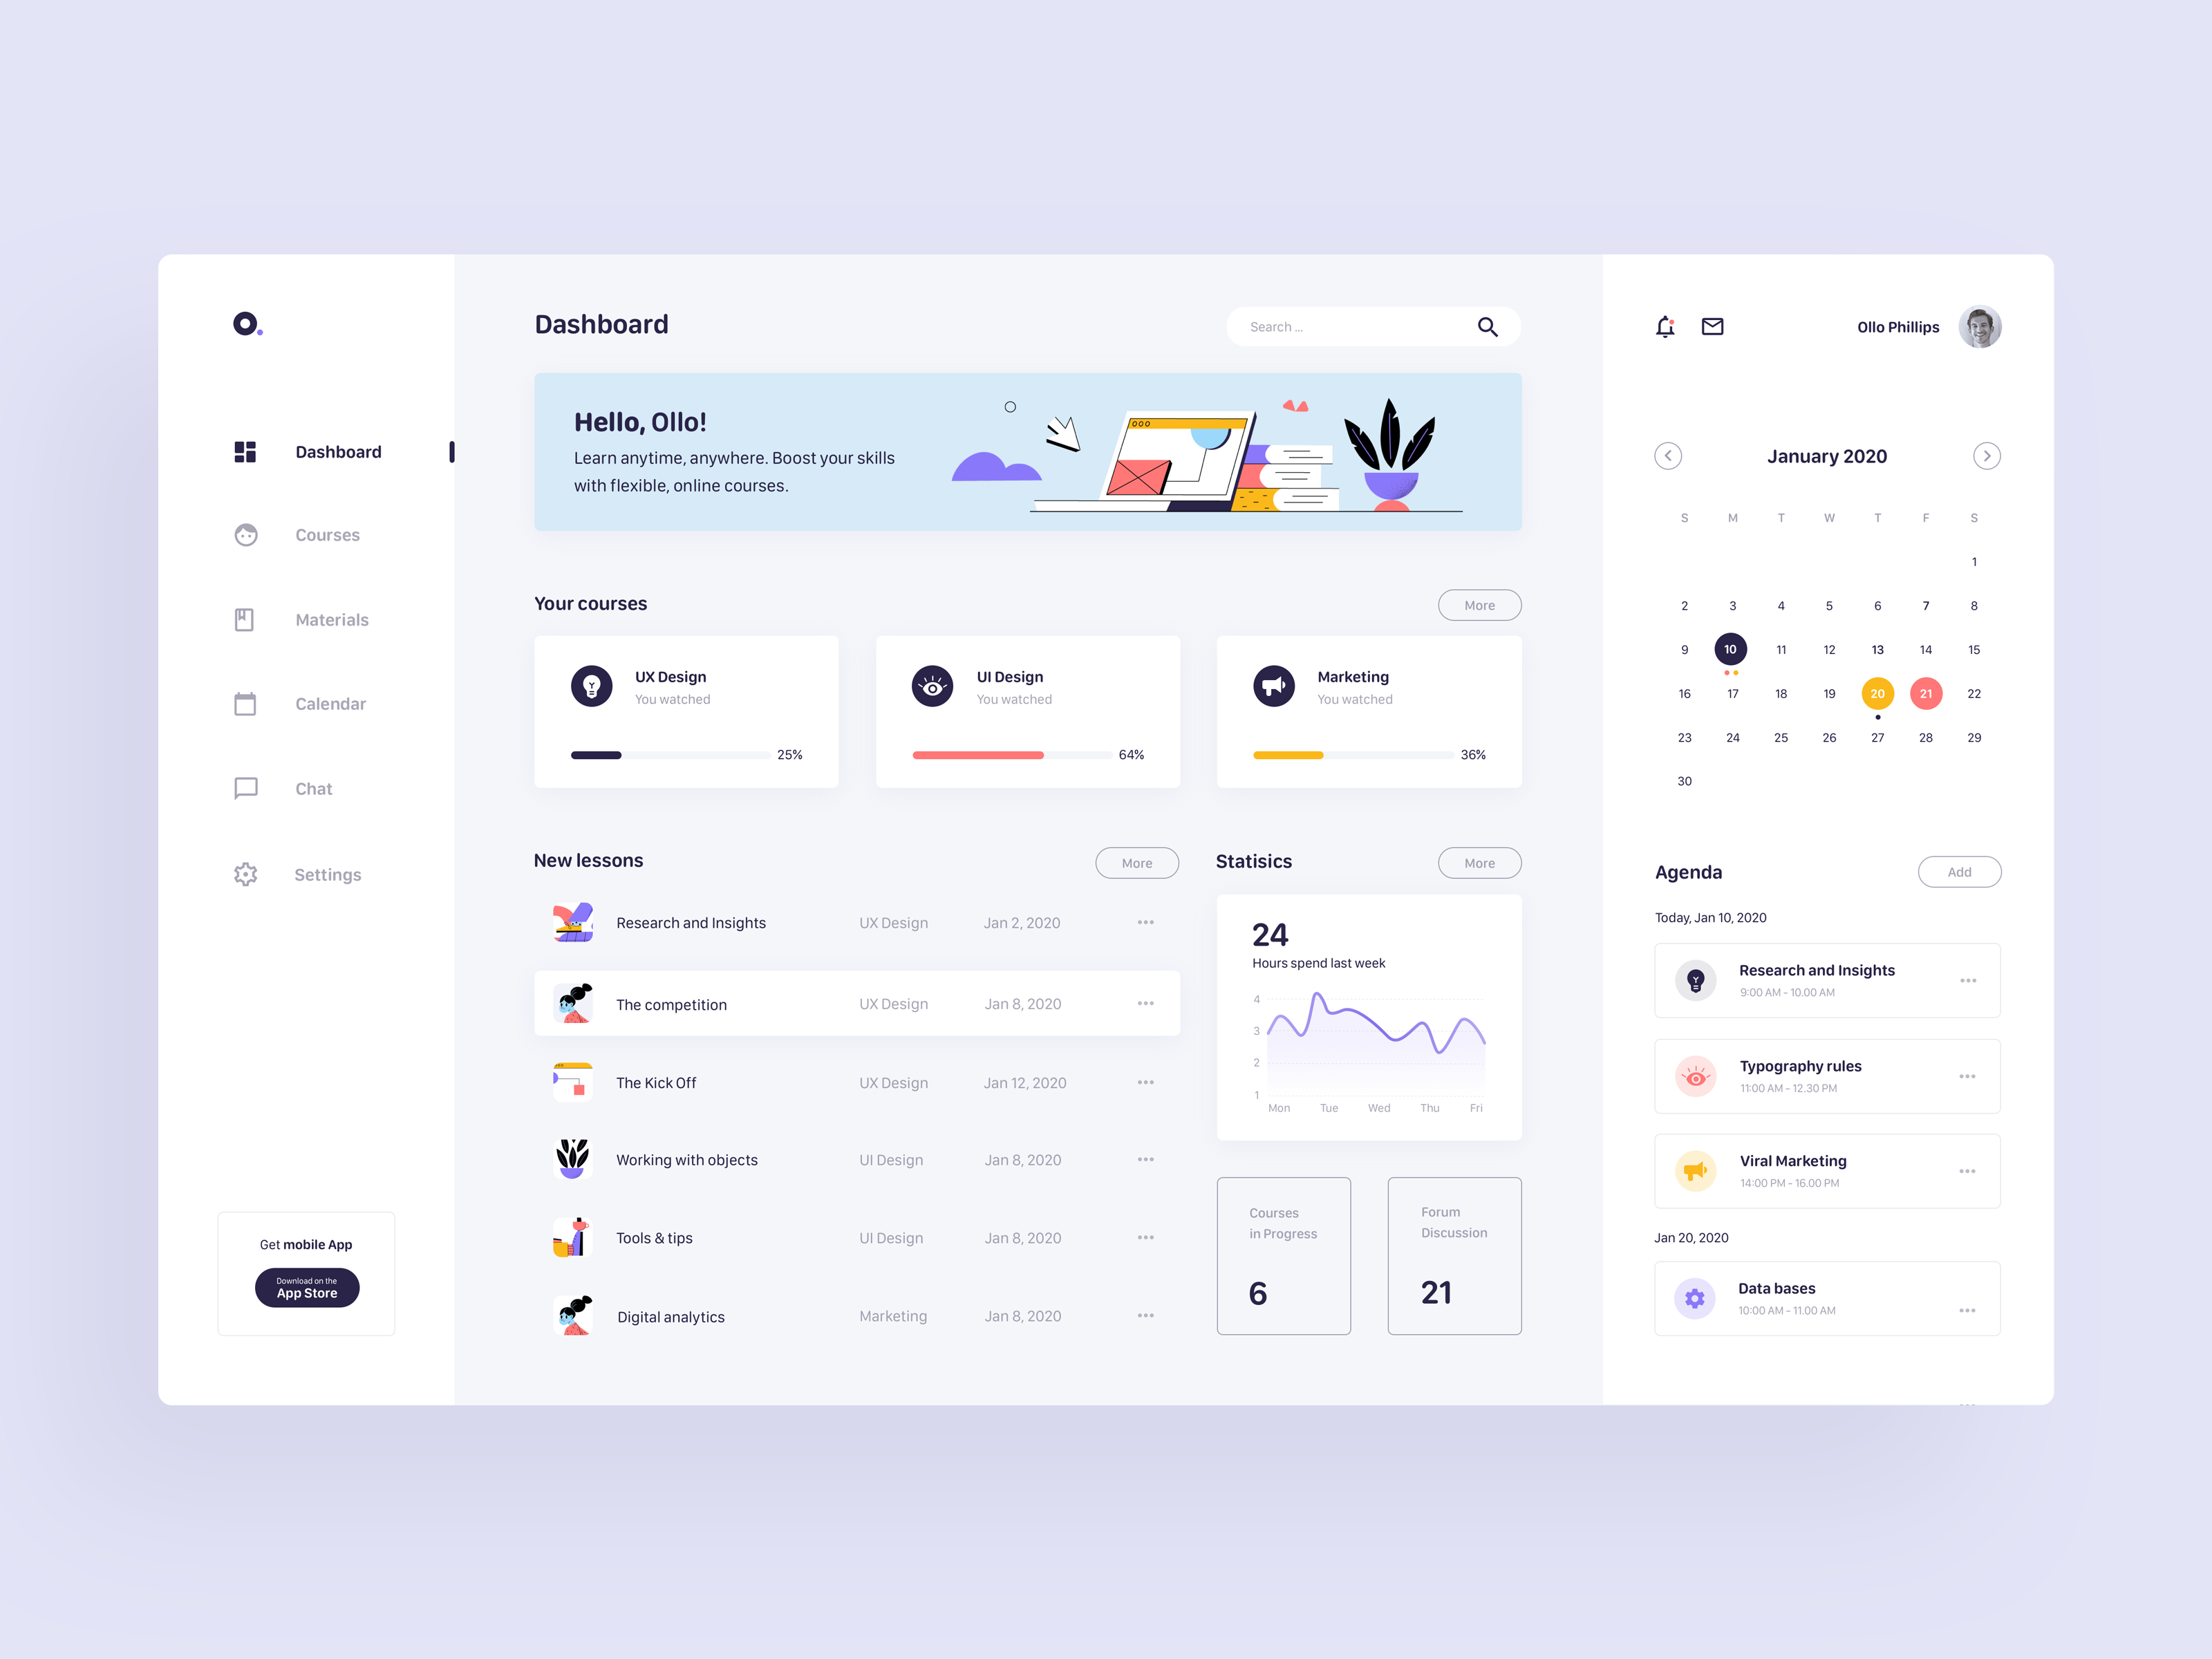 o.
Dashboard
Courses
Materials
Calendar
Chat
Settings
Get mobile App
Download on the
App Store
Dashboard
Search ...
Hello, Ollo!
Learn anytime, anywhere. Boost your skills
with flexible, online courses.
Your courses
More
UX Design
You watched
25%
UI Design
You watched
64%
Marketing
You watched
36%
New lessons
More
Research and Insights UX Design Jan 2, 2020
The competition UX Design Jan 8, 2020
The Kick Off UX Design Jan 12, 2020
Working with objects UI Design Jan 8, 2020
Tools & tips UI Design Jan 8, 2020
Digital analytics Marketing Jan 8, 2020
Statisics
More
24
Hours spend last week
4
3
2
1
Mon Tue Wed Thu Fri
Courses
in Progress
6
Forum
Discussion
21
Ollo Phillips
January 2020
S M T W T F S
1
2 3 4 5 6 7 8
9 10 11 12 13 14 15
16 17 18 19 20 21 22
23 24 25 26 27 28 29
30
Agenda
Add
Today, Jan 10, 2020
Research and Insights
9:00 AM - 10.00 AM
Typography rules
11:00 AM - 12.30 PM
Viral Marketing
14:00 PM - 16.00 PM
Jan 20, 2020
Data bases
10:00 AM - 11.00 AM